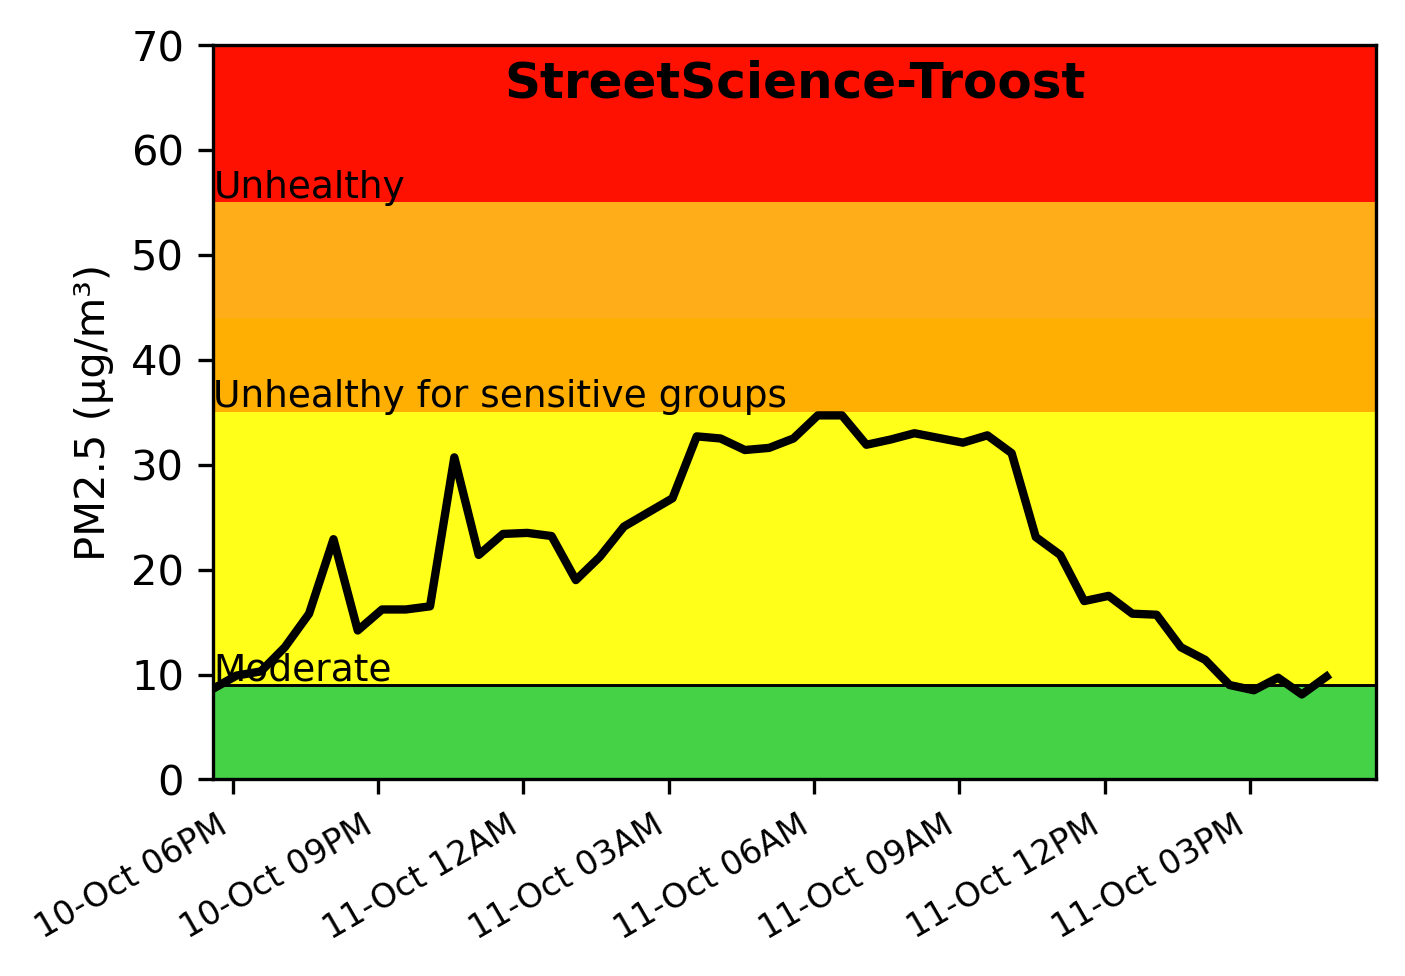 StreetScience-Troost
70
60
50
40
30
20
10
0
PM2.5 (µg/m³)
Unhealthy
Unhealthy for sensitive groups
Moderate
10-Oct 06PM
10-Oct 09PM
11-Oct 12AM
11-Oct 03AM
11-Oct 06AM
11-Oct 09AM
11-Oct 12PM
11-Oct 03PM